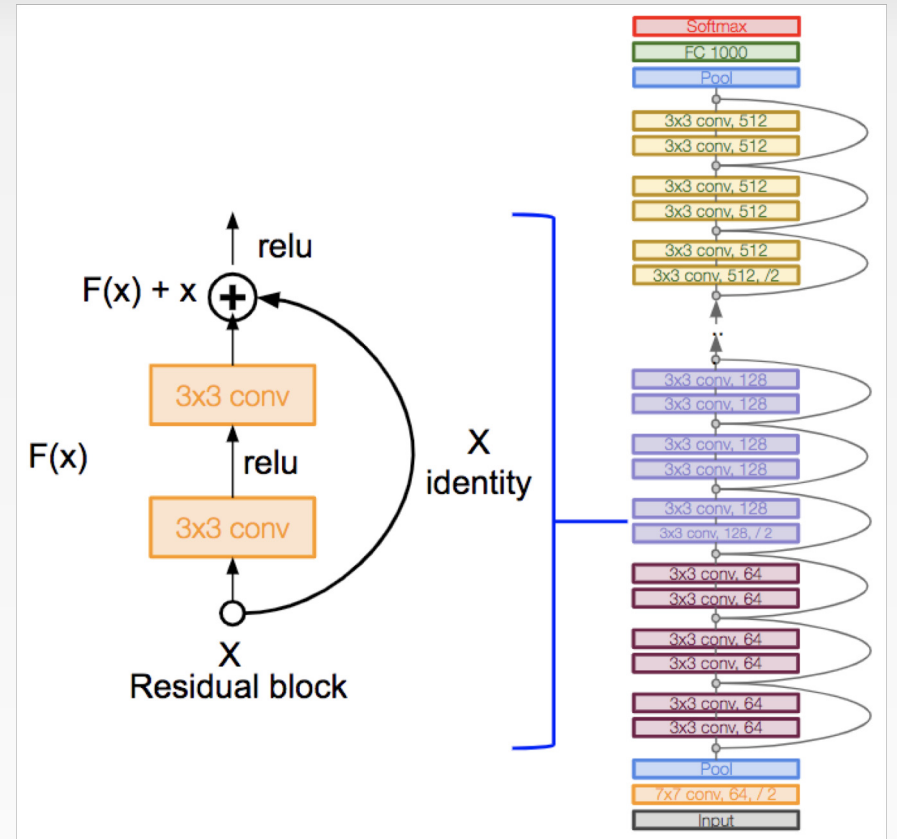 relu
F(x) + x
3x3 conv
F(x)
relu
X
identity
3x3 conv
X
Residual block
Softmax
FC 1000
Pool
3x3 conv, 512
3x3 conv, 512
3x3 conv, 512
3x3 conv, 512
3x3 conv, 512
3x3 conv, 512, /2
..
3x3 conv, 128
3x3 conv, 128
3x3 conv, 128
3x3 conv, 128
3x3 conv, 128
3x3 conv, 128, / 2
3x3 conv, 64
3x3 conv, 64
3x3 conv, 64
3x3 conv, 64
3x3 conv, 64
3x3 conv, 64
Pool
7x7 conv, 64, / 2
Input